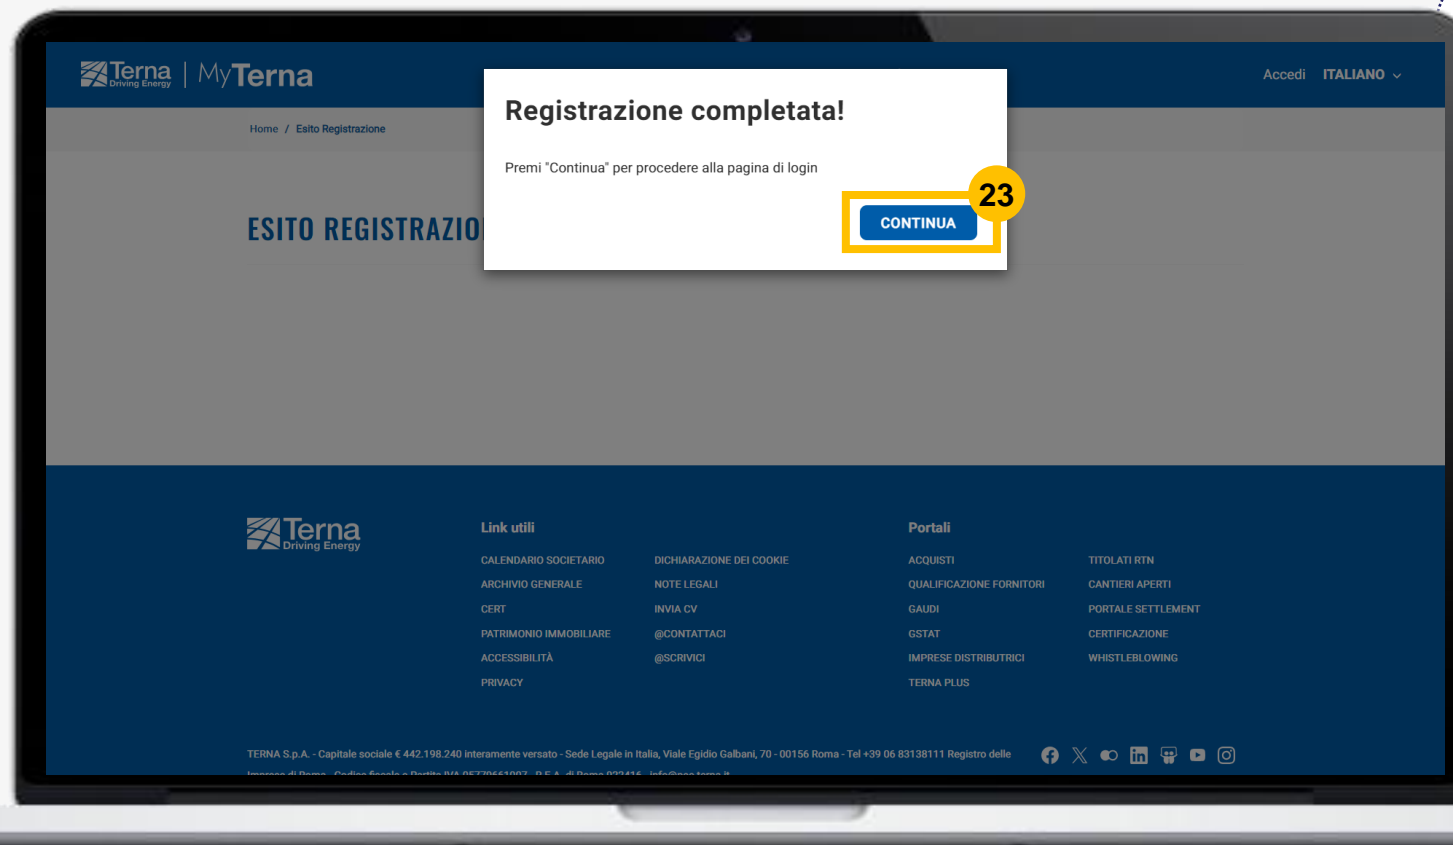 Terna
Driving Energy
MyTerna
Accedi
ITALIANO
Home / Esito Registrazione
Registrazione completata!
Premi "Continua" per procedere alla pagina di login
23
CONTINUA
ESITO REGISTRAZIO
Terna
Driving Energy
Link utili
CALENDARIO SOCIETARIO
ARCHIVIO GENERALE
CERT
PATRIMONIO IMMOBILIARE
ACCESSIBILITÀ
PRIVACY
DICHIARAZIONE DEI COOKIE
NOTE LEGALI
INVIA CV
@CONTATTACI
@SCRIVICI
Portali
ACQUISTI
QUALIFICAZIONE FORNITORI
GAUDI
GSTAT
IMPRESE DISTRIBUTRICI
TERNA PLUS
TITOLATI RTN
CANTIERI APERTI
PORTALE SETTLEMENT
CERTIFICAZIONE
WHISTLEBLOWING
TERNA S.p.A. - Capitale sociale € 442.198.240 interamente versato - Sede Legale in Italia, Viale Egidio Galbani, 70 - 00156 Roma - Tel +39 06 83138111 Registro delle